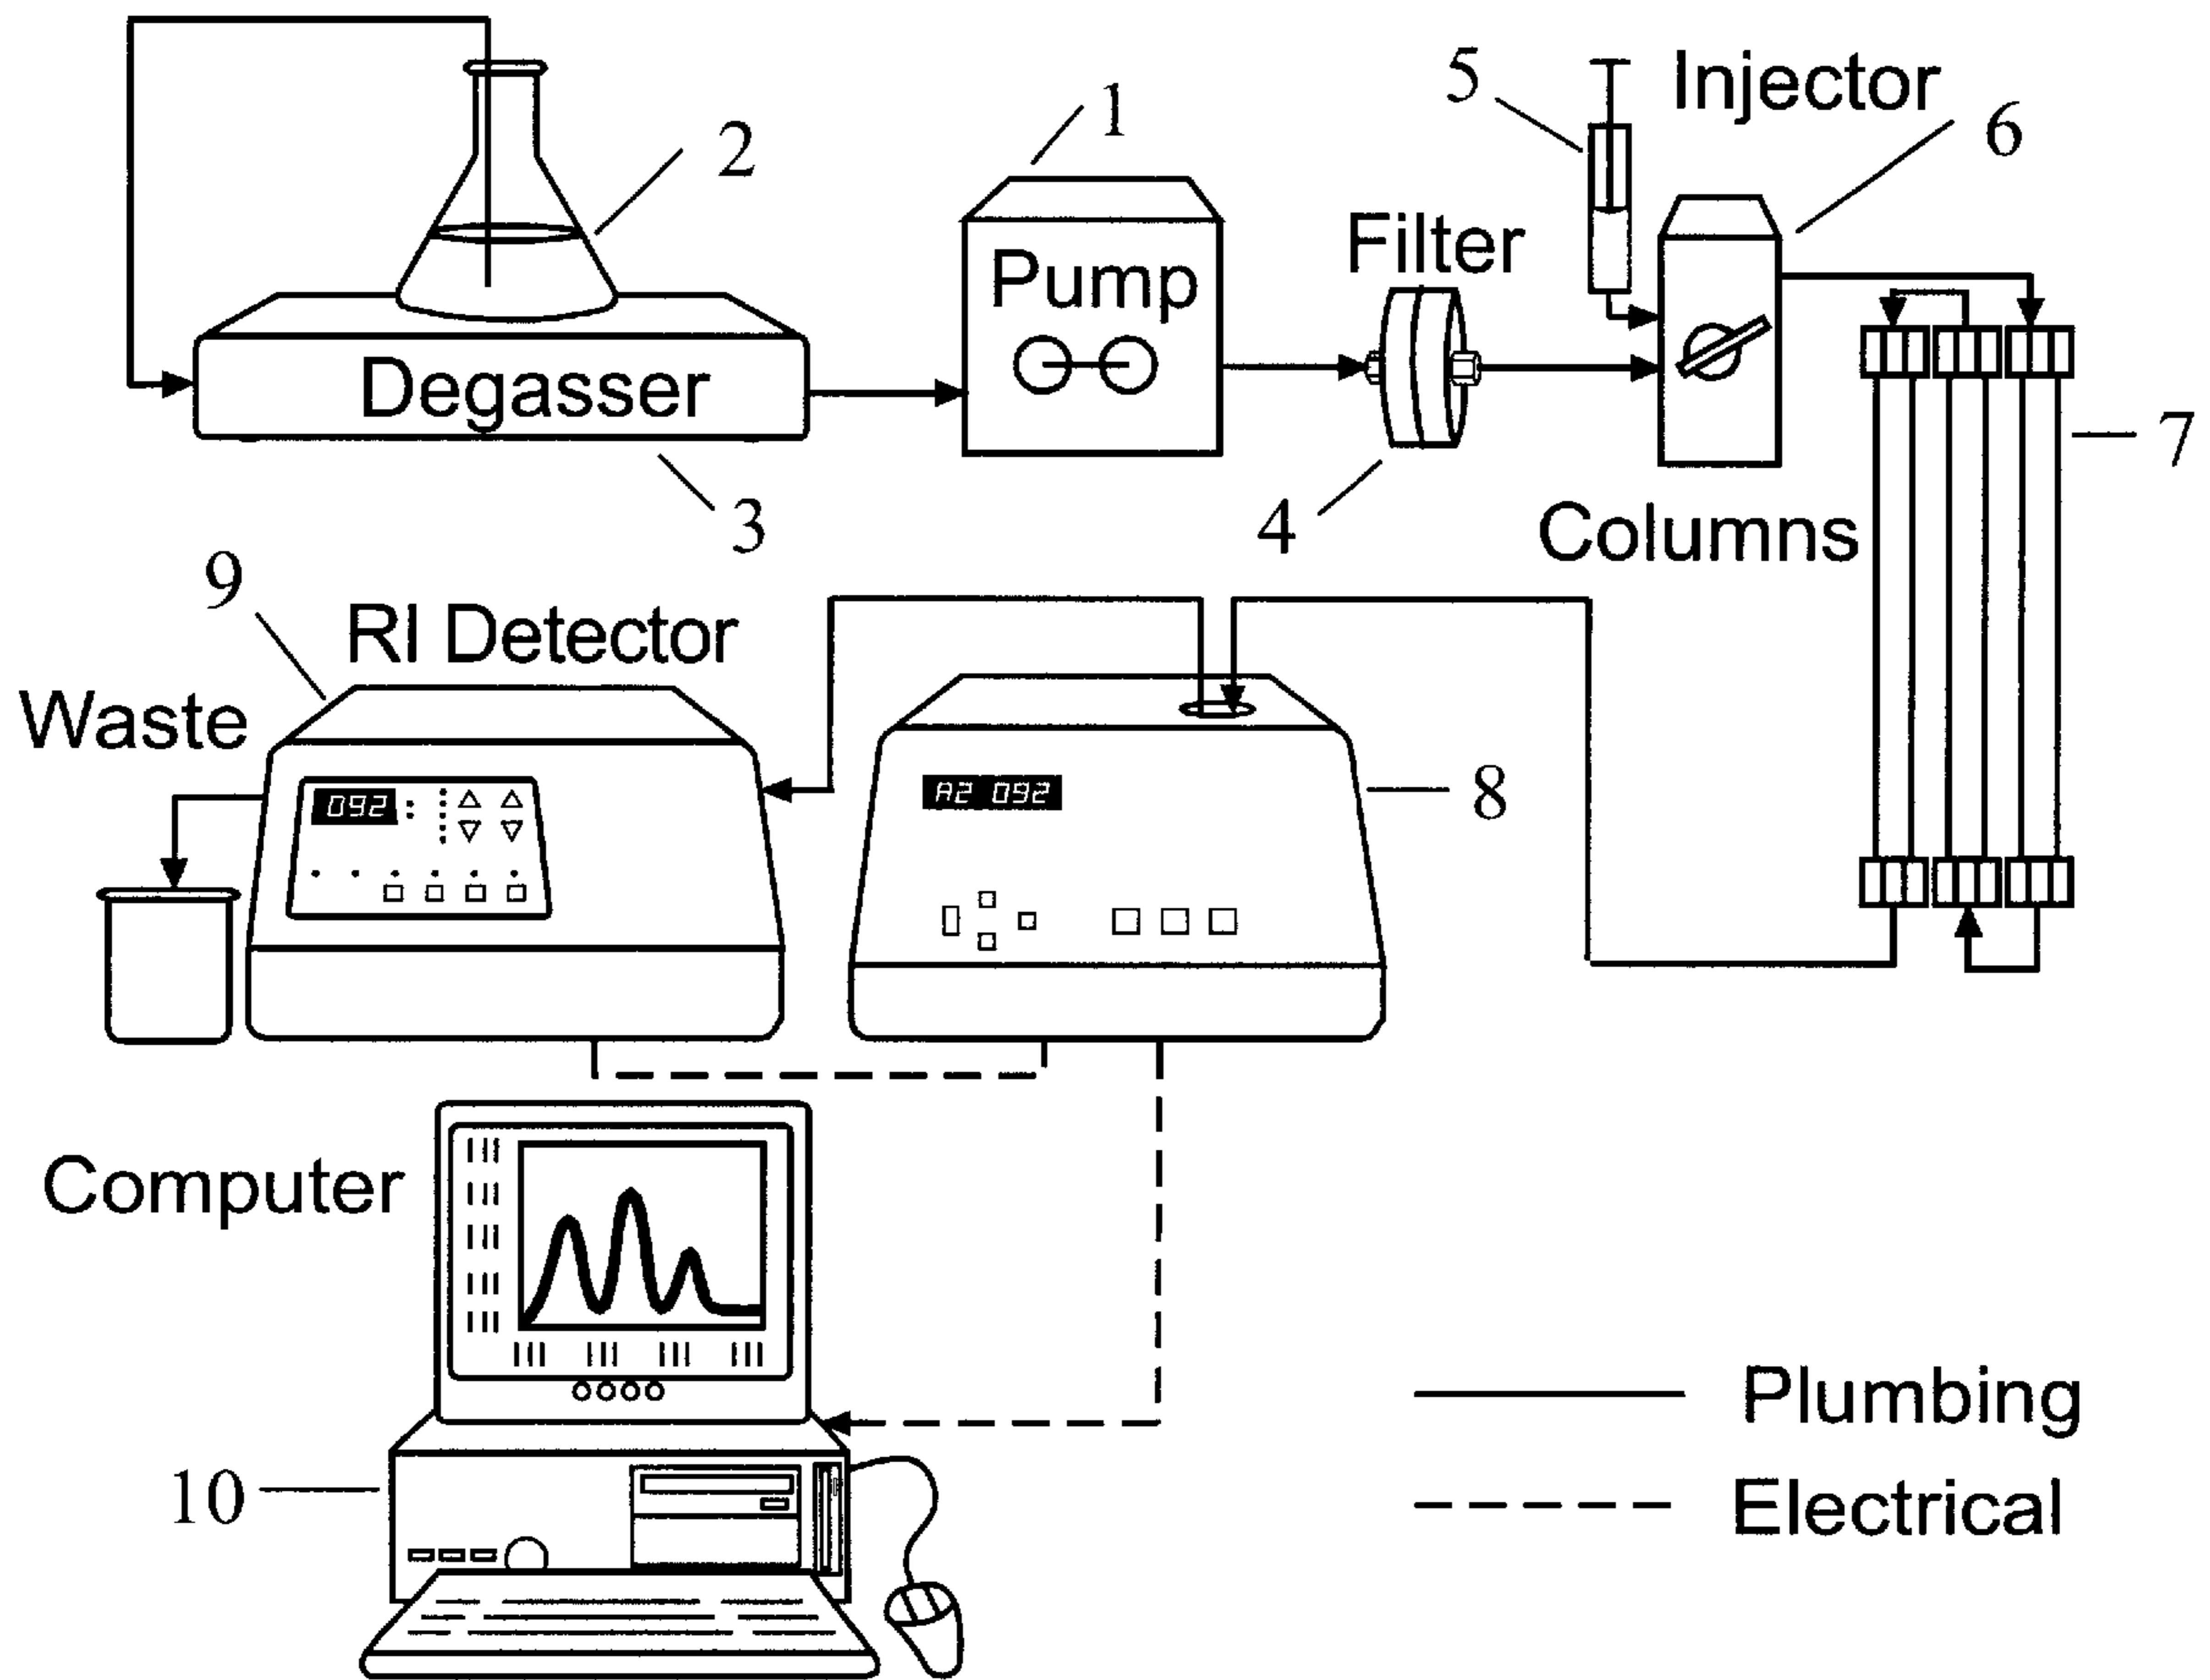 5
Injector
1
6
2
Filter
Pump
Degasser
7
3
4
Columns
9
RI Detector
Waste
092
A2 092
8
Computer
Plumbing
10
Electrical